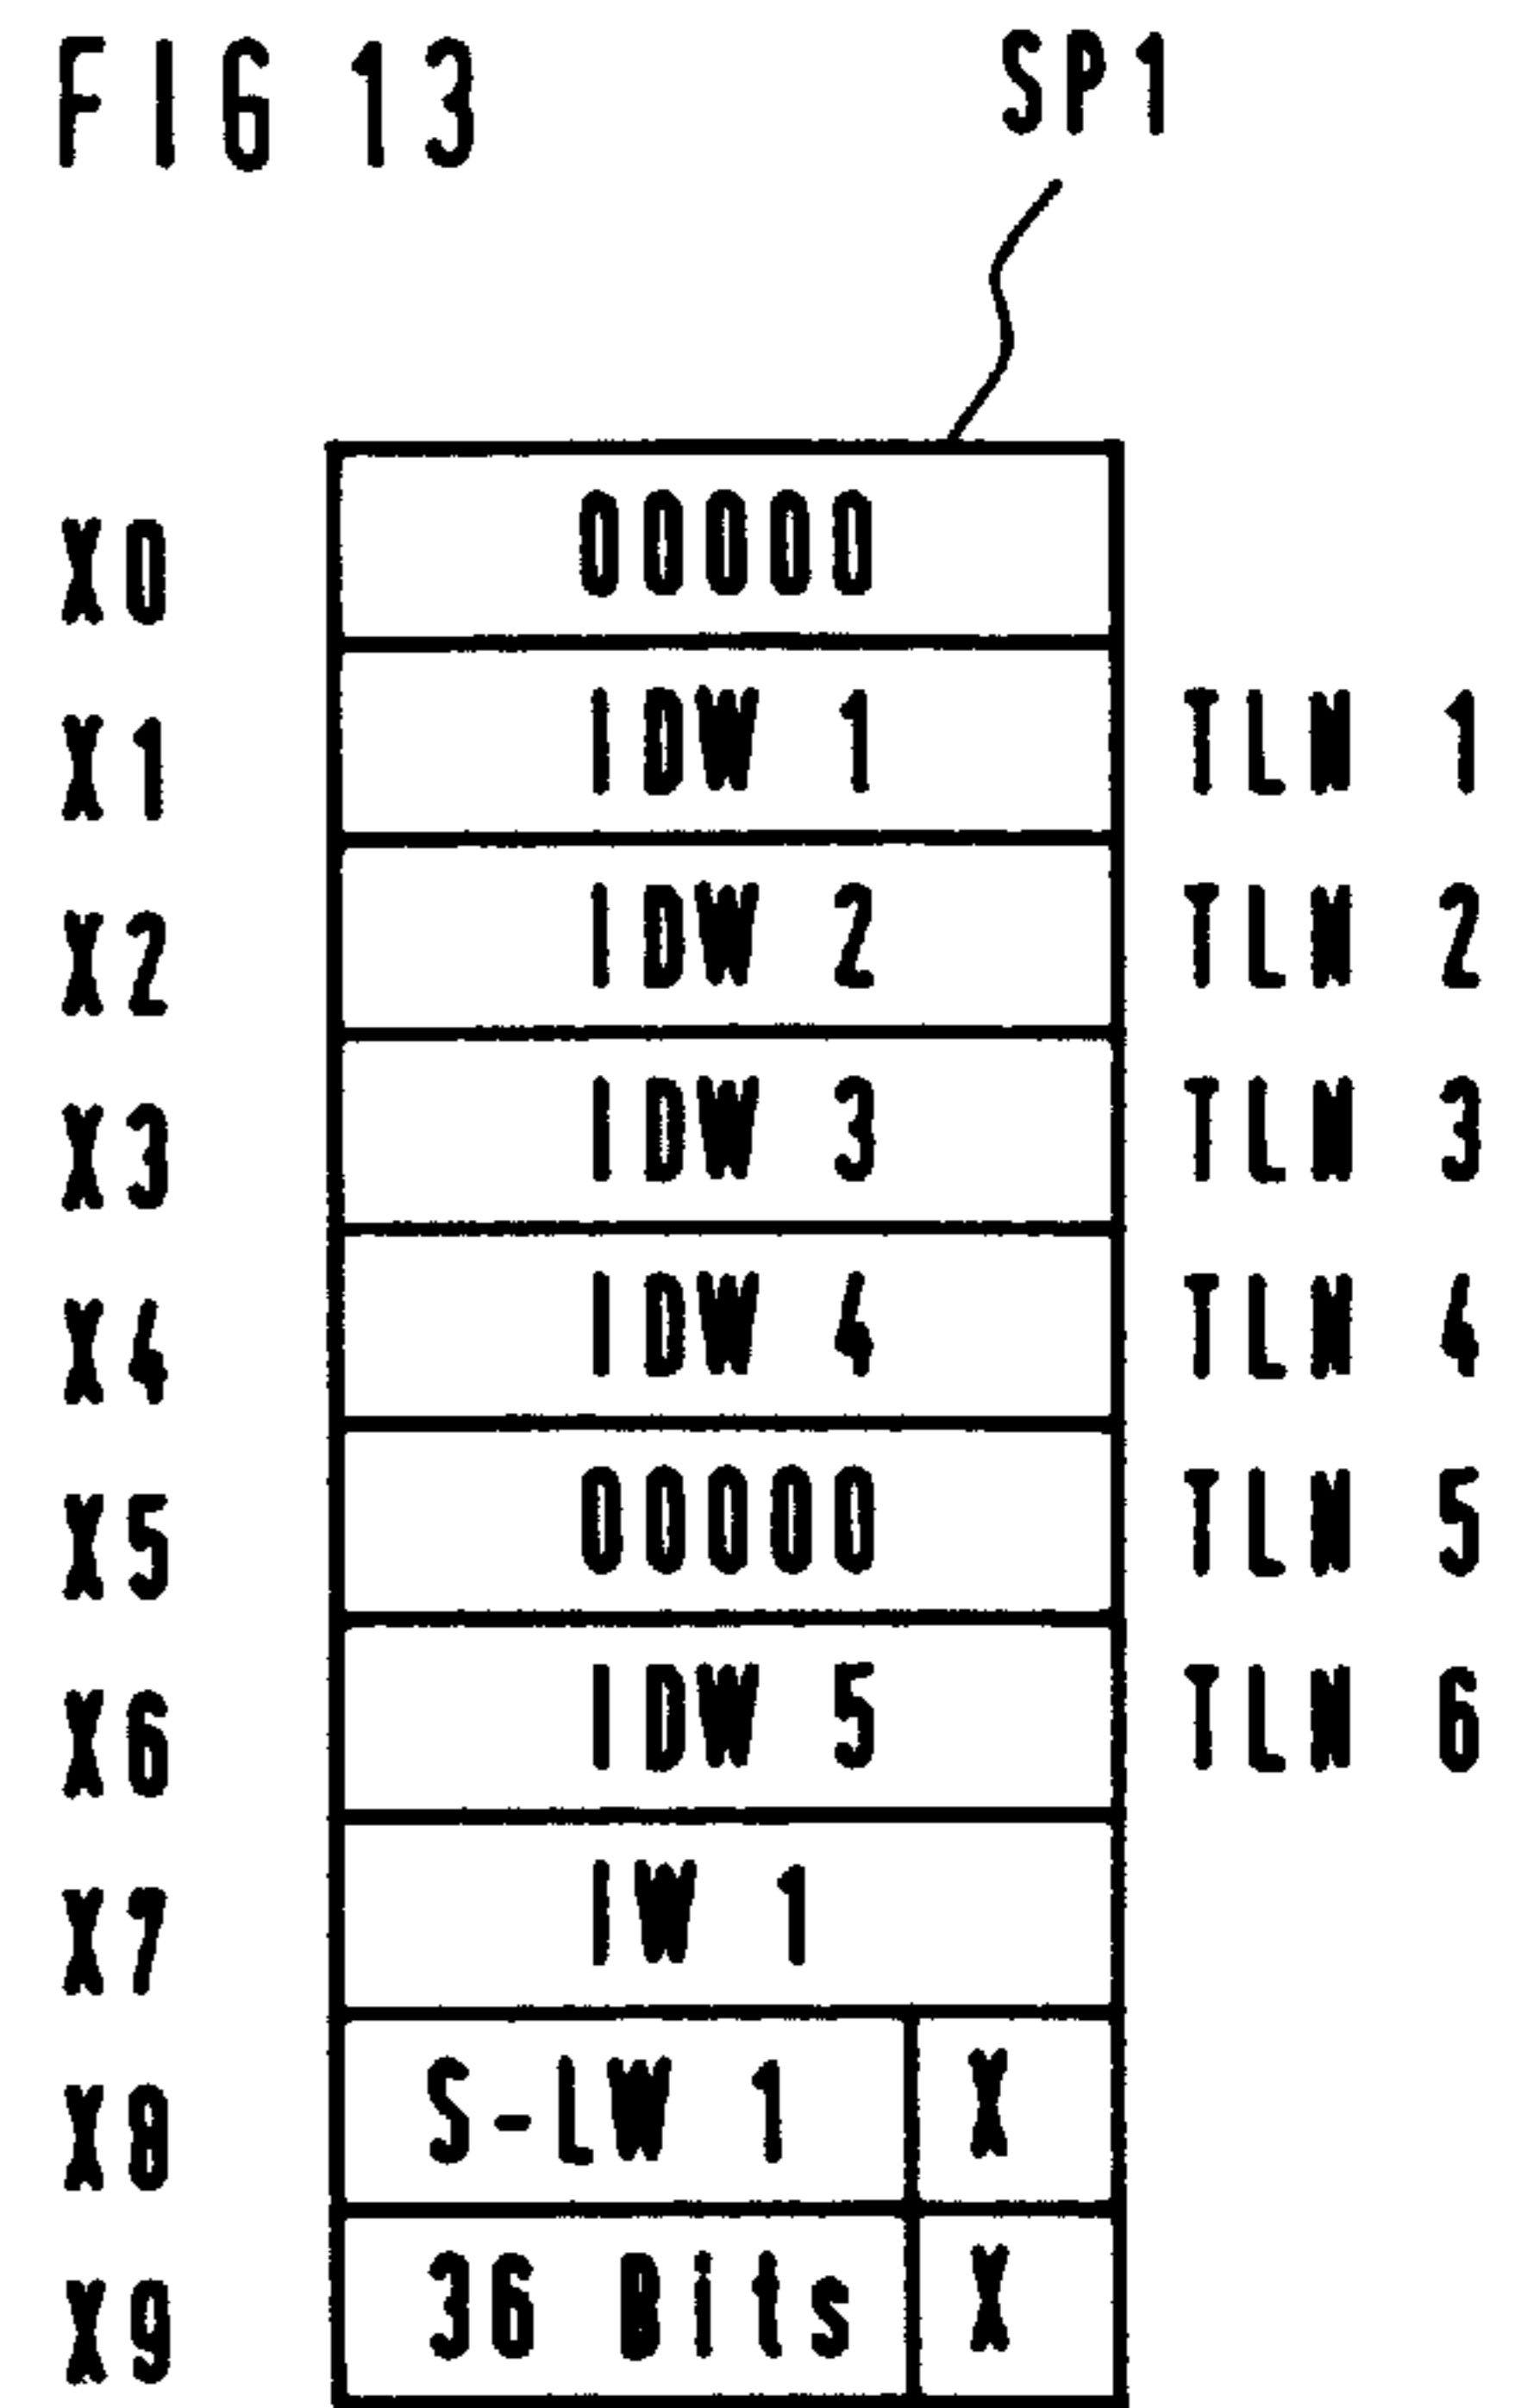 FIG 13 SP1
X0 00000
X1 IDW 1 TLN 1
X2 IDW 2 TLN 2
X3 IDW 3 TLN 3
X4 IDW 4 TLN 4
X5 00000 TLN 5
X6 IDW 5 TLN 6
X7 IW 1
X8 S-LW 1 X
X9 36 Bits X